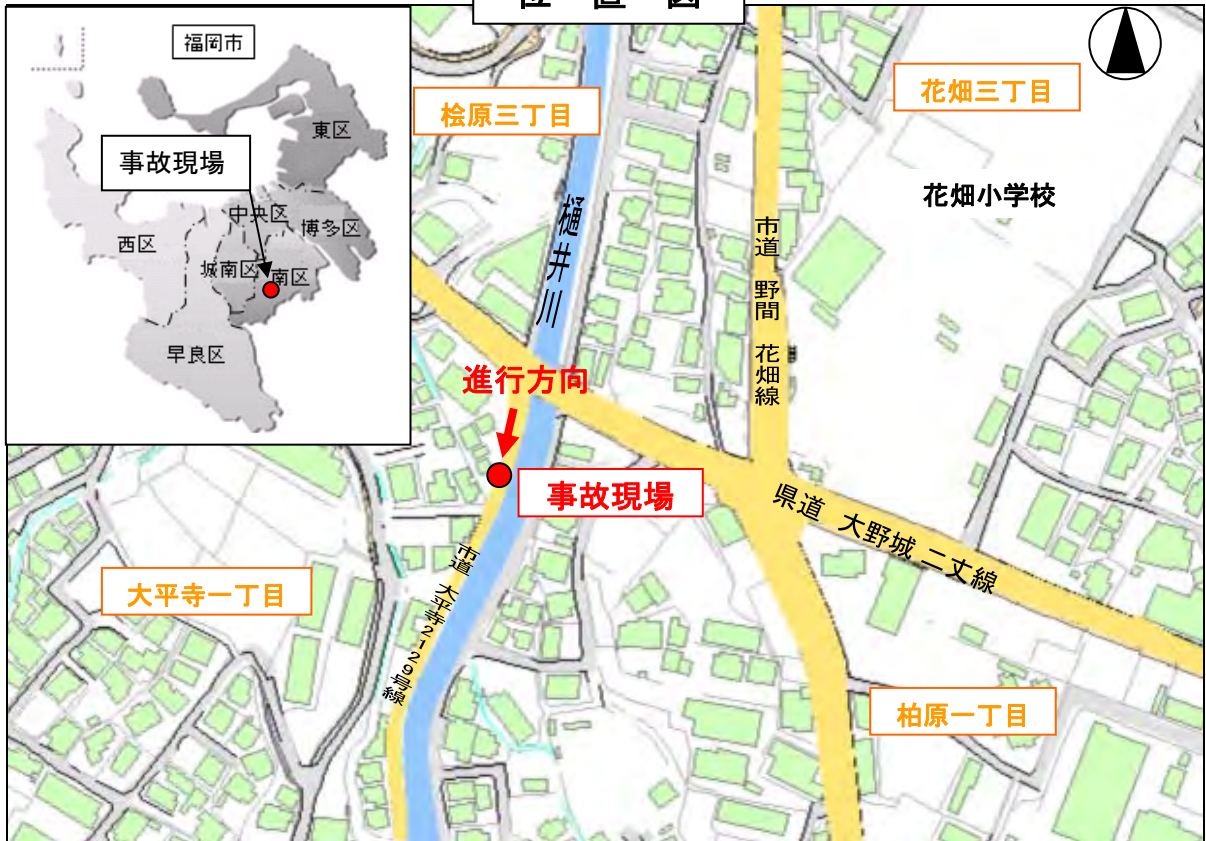 位 置 図
福岡市
東区
事故現場
中央区
博多区
西区
城南区
南区
早良区
桧原三丁目
花畑三丁目
花畑小学校
樋井川
市道 野間 花畑線
進行方向
事故現場
県道 大野城 二丈線
大平寺一丁目
市道 大平寺2129号線
柏原一丁目